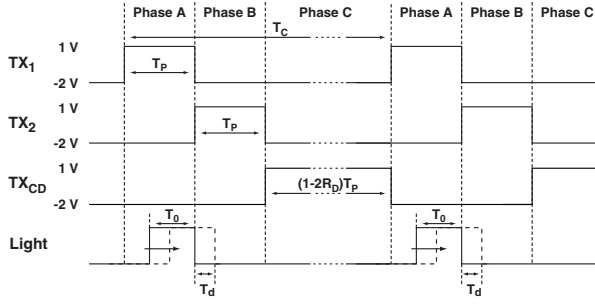 Phase A Phase B Phase C Phase A Phase B Phase C
T_C
1 V
TX_1
T_P
-2 V
1 V
TX_2
T_P
-2 V
1 V
TX_CD
(1-2R_D)T_P
-2 V
T_0 T_0
Light
T_d T_d